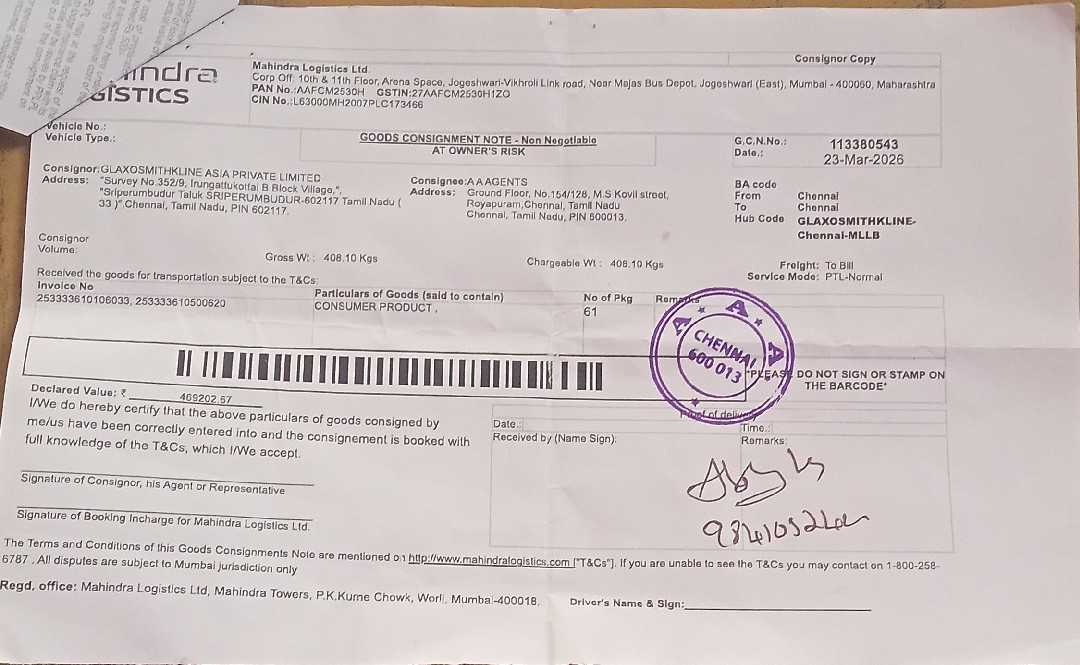 Consignor Copy
indra
GISTICS
Mahindra Logistics Ltd
Corp Off: 10th & 11th Floor, Arena Space, Jogeshwari-Vikhroli Link road, Near Majas Bus Depot, Jogeshwari (East), Mumbai - 400060, Maharashtra
PAN No.:AAFCM2530H GSTIN:27AAFCM2530H1ZO
CIN No.:L63000MH2007PLC173466
Vehicle No.:
Vehicle Type.:
GOODS CONSIGNMENT NOTE - Non Negotiable
AT OWNER'S RISK
G.C.N.No.: 113380543
Date.: 23-Mar-2026
Consignor:GLAXOSMITHKLINE ASIA PRIVATE LIMITED
Address: "Survey No.352/9, Irungattukottai B Block Village,",
"Sriperumbudur Taluk SRIPERUMBUDUR-602117 Tamil Nadu (
33 )",Chennai, Tamil Nadu, PIN 602117.
Consignee:A A AGENTS
Address: Ground Floor, No.154/128, M.S Kovil street,
Royapuram,Chennai, Tamil Nadu
Chennai, Tamil Nadu, PIN 600013.
BA code
From Chennai
To Chennai
Hub Code GLAXOSMITHKLINE-
Chennai-MLLB
Consignor
Volume:
Gross Wt: 408.10 Kgs
Chargeable Wt : 408.10 Kgs
Freight: To Bill
Service Mode: PTL-Normal
Received the goods for transportation subject to the T&Cs:
Invoice No
253333610106033, 253333610500620
Particulars of Goods (said to contain)
CONSUMER PRODUCT ,
No of Pkg
61
Remarks
A A A
CHENNAI
600 013
*PLEASE DO NOT SIGN OR STAMP ON
THE BARCODE*
Declared Value: ₹ 469202.57
I/We do hereby certify that the above particulars of goods consigned by
me/us have been correctly entered into and the consignement is booked with
full knowledge of the T&Cs, which I/We accept.
Proof of delivery
Date.:
Time.:
Received by (Name Sign):
Remarks:
Signature of Consignor, his Agent or Representative
Signature of Booking Incharge for Mahindra Logistics Ltd.
The Terms and Conditions of this Goods Consignments Note are mentioned on http://www.mahindralogistics.com ["T&Cs"]. If you are unable to see the T&Cs you may contact on 1-800-258-
6787 . All disputes are subject to Mumbai jurisdiction only
Regd, office: Mahindra Logistics Ltd, Mahindra Towers, P.K.Kurne Chowk, Worli, Mumbai-400018.
Driver's Name & Sign: